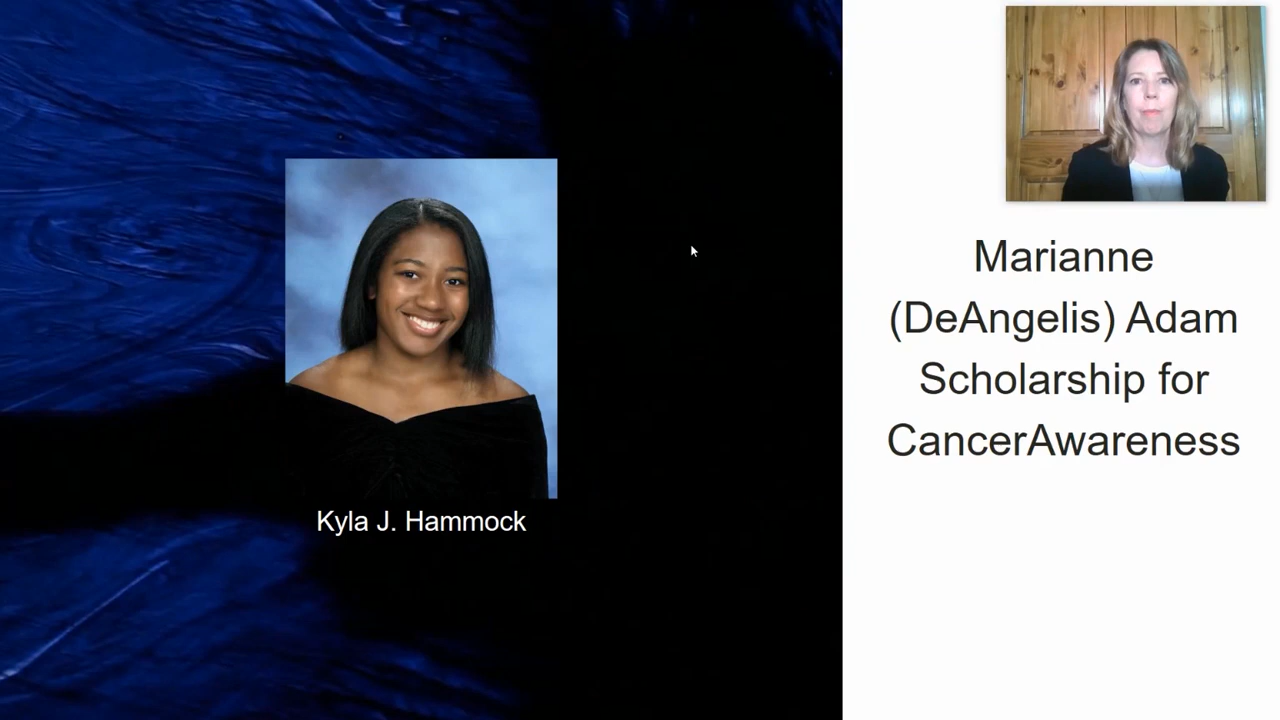 Kyla J. Hammock
Marianne
(DeAngelis) Adam
Scholarship for
CancerAwareness